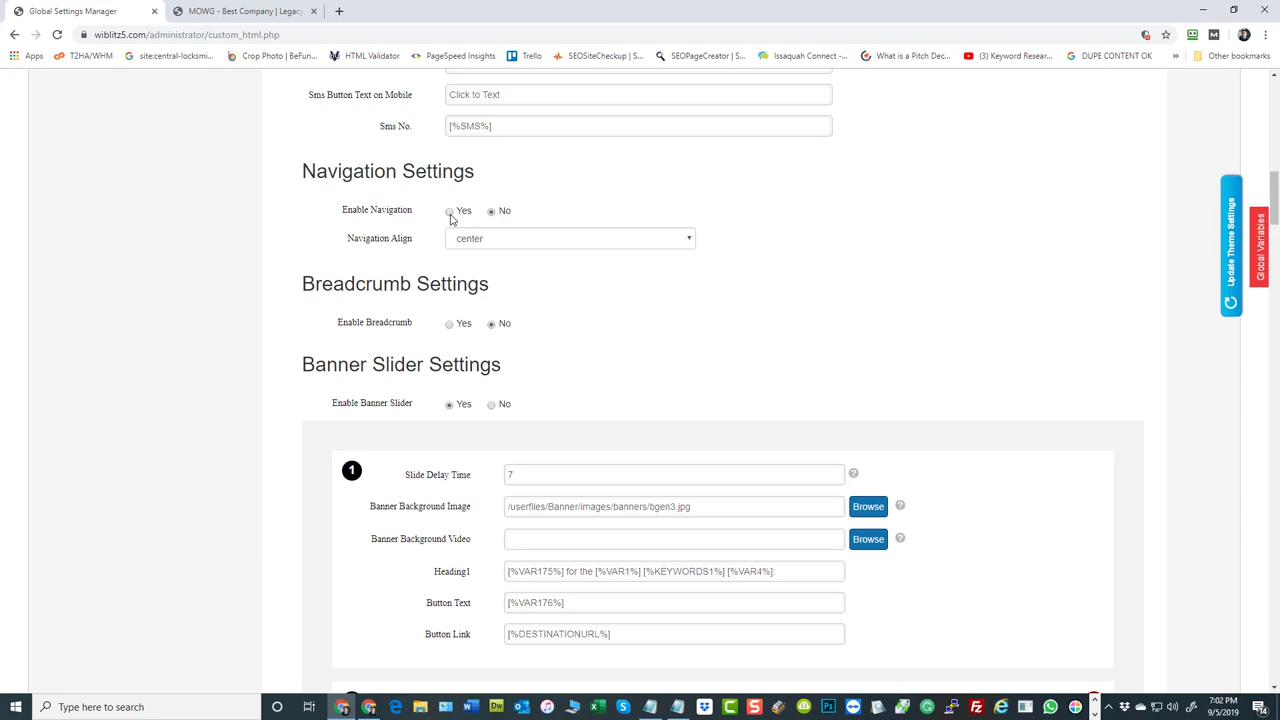 Global Settings Manager
MOWG - Best Company | Legacy
wiblitz5.com/administrator/custom_html.php
Apps T2HA/WHM site:central-locksmi... Crop Photo | BeFun... HTML Validator PageSpeed Insights Trello SEOSiteCheckup | S... SEOPageCreator | S... Issaquah Connect -... What is a Pitch Dec... (3) Keyword Resear... DUPE CONTENT OK » Other bookmarks
Sms Button Text on Mobile Click to Text
Sms No. [%SMS%]
Navigation Settings
Enable Navigation Yes No
Navigation Align center
Breadcrumb Settings
Enable Breadcrumb Yes No
Banner Slider Settings
Enable Banner Slider Yes No
1 Slide Delay Time 7
Banner Background Image /userfiles/Banner/images/banners/bgen3.jpg Browse
Banner Background Video Browse
Heading1 [%VAR175%] for the [%VAR1%] [%KEYWORDS1%] [%VAR4%]:
Button Text [%VAR176%]
Button Link [%DESTINATIONURL%]
Update Theme Settings
Global Variables
Type here to search
7:02 PM
9/5/2019